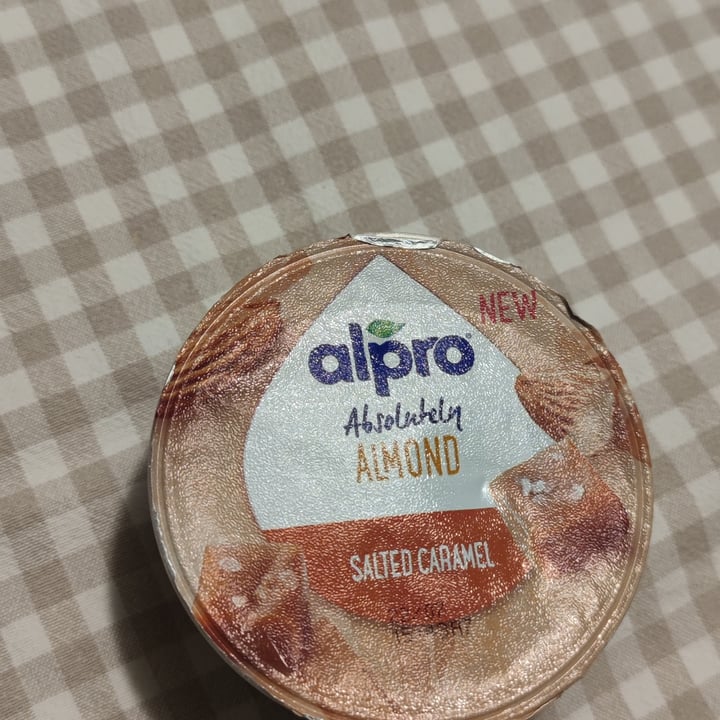 NEW
alpro
Absolutely
ALMOND
SALTED CARAMEL